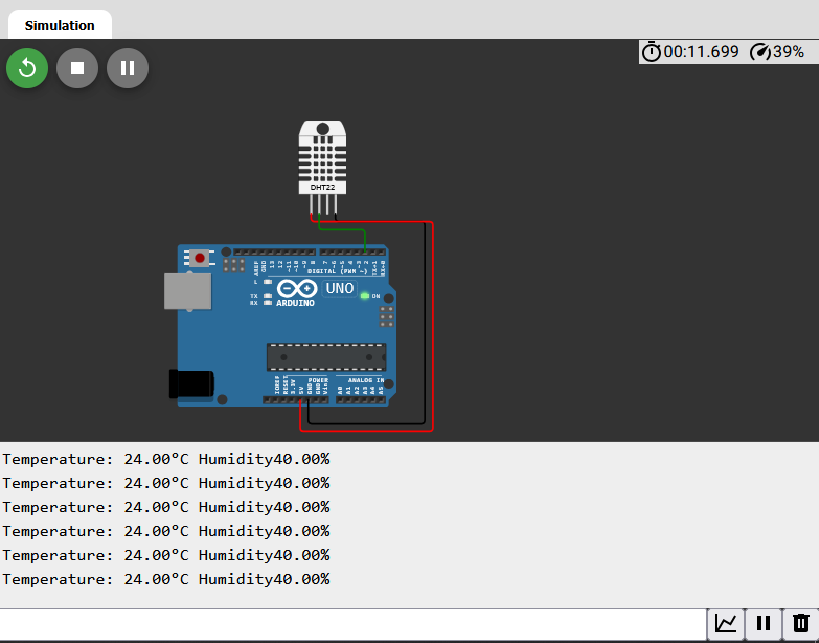 Simulation
00:11.699 39%
DHT22
AREF
GND
13
12
~11
~10
~9
8
7
~6
~5
4
~3
2
TX→1
RX←0
DIGITAL (PWM ~)
L
TX
RX
UNO
ON
ARDUINO
POWER
ANALOG IN
IOREF
RESET
3.3V
5V
GND
GND
Vin
A0
A1
A2
A3
A4
A5
Temperature: 24.00°C Humidity40.00%
Temperature: 24.00°C Humidity40.00%
Temperature: 24.00°C Humidity40.00%
Temperature: 24.00°C Humidity40.00%
Temperature: 24.00°C Humidity40.00%
Temperature: 24.00°C Humidity40.00%